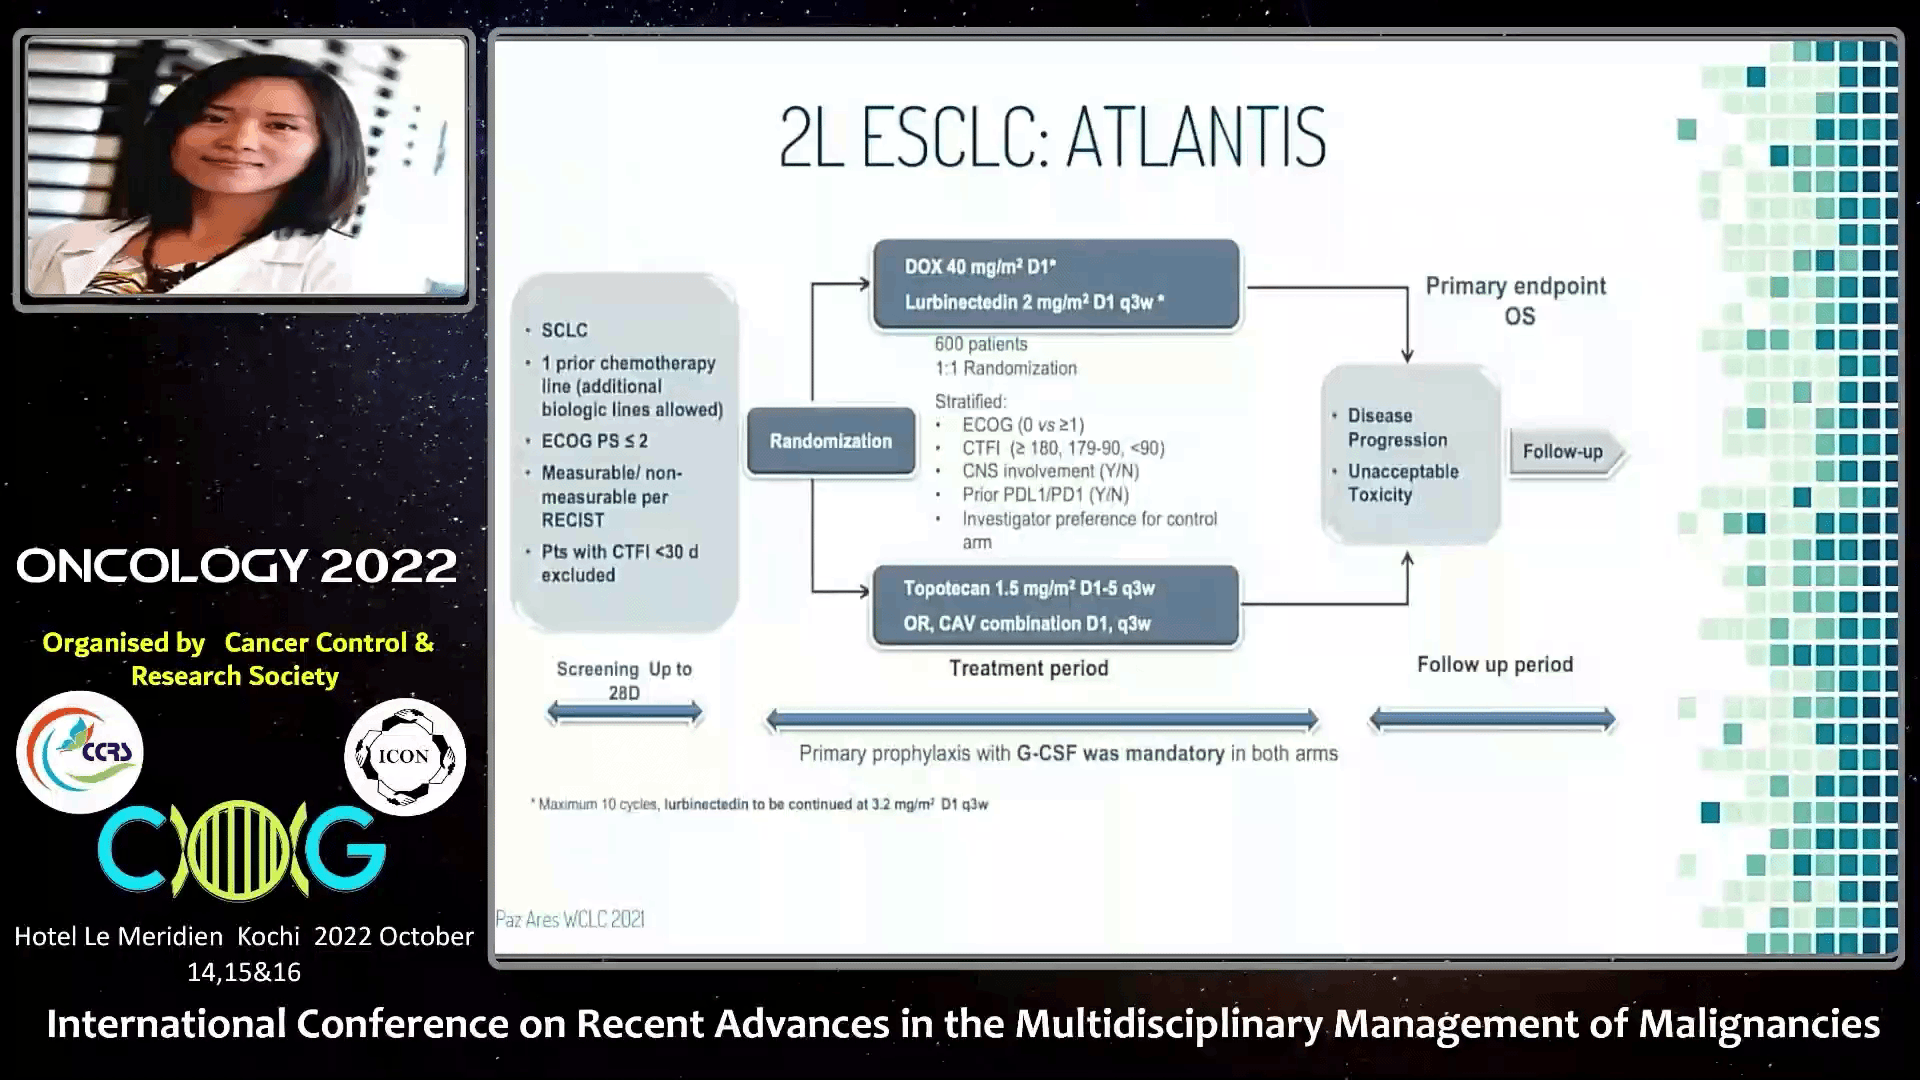 2L ESCLC: ATLANTIS
• SCLC
• 1 prior chemotherapy
line (additional
biologic lines allowed)
• ECOG PS ≤ 2
• Measurable/ non-
measurable per
RECIST
• Pts with CTFI <30 d
excluded
Randomization
DOX 40 mg/m² D1*
Lurbinectedin 2 mg/m² D1 q3w *
600 patients
1:1 Randomization
Stratified:
• ECOG (0 vs ≥1)
• CTFI (≥ 180, 179-90, <90)
• CNS involvement (Y/N)
• Prior PDL1/PD1 (Y/N)
• Investigator preference for control
arm
Topotecan 1.5 mg/m² D1-5 q3w
OR, CAV combination D1, q3w
Primary endpoint
OS
• Disease
Progression
• Unacceptable
Toxicity
Follow-up
Screening Up to
28D
Treatment period
Follow up period
Primary prophylaxis with G-CSF was mandatory in both arms
* Maximum 10 cycles, lurbinectedin to be continued at 3.2 mg/m² D1 q3w
Paz Ares WCLC 2021
ONCOLOGY 2022
Organised by Cancer Control &
Research Society
CCRS
ICON
Hotel Le Meridien Kochi 2022 October
14,15&16
International Conference on Recent Advances in the Multidisciplinary Management of Malignancies